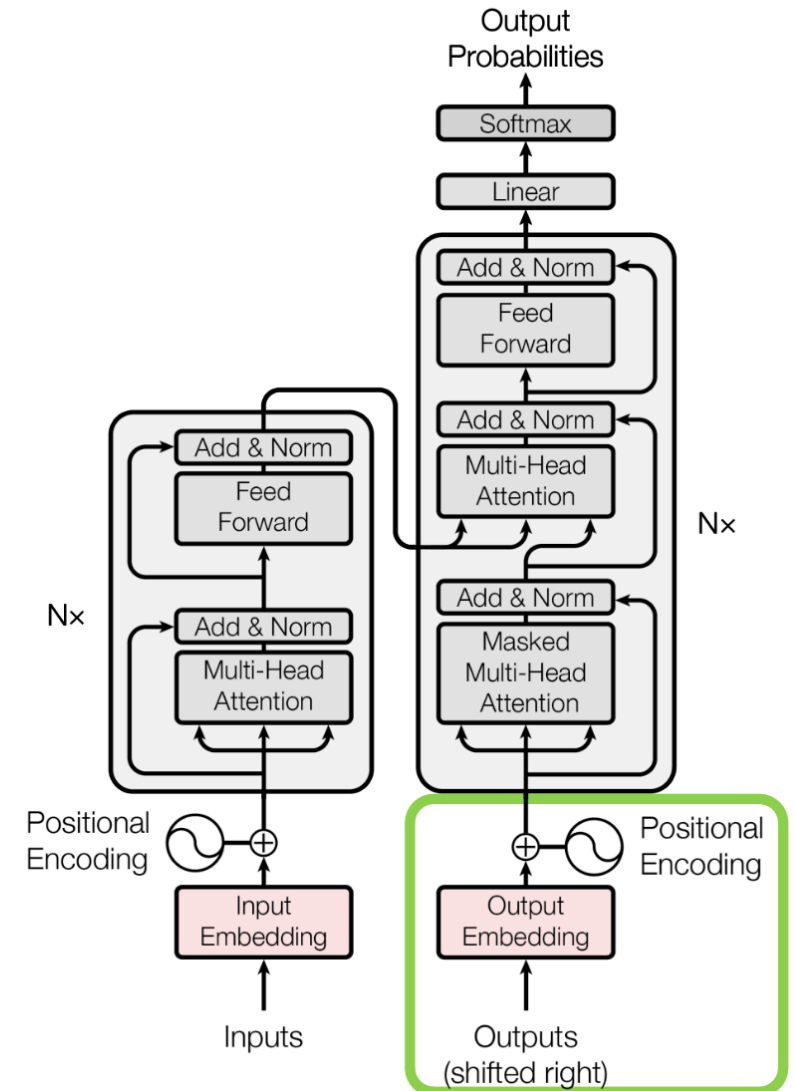 Output
Probabilities
Softmax
Linear
Add & Norm
Feed
Forward
Add & Norm
Multi-Head
Attention
Nx
Add & Norm
Masked
Multi-Head
Attention
Add & Norm
Feed
Forward
Nx
Add & Norm
Multi-Head
Attention
Positional
Encoding
Positional
Encoding
Input
Embedding
Output
Embedding
Inputs
Outputs
(shifted right)